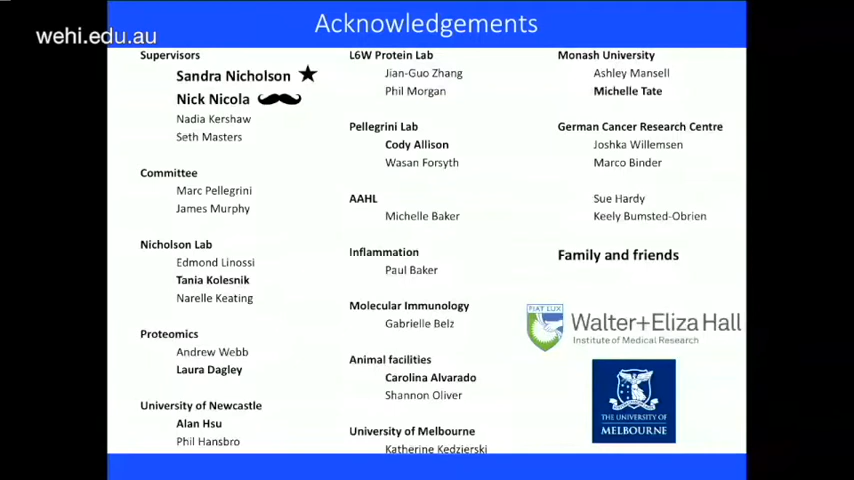 wehi.edu.au
Acknowledgements
Supervisors
Sandra Nicholson
Nick Nicola
Nadia Kershaw
Seth Masters
Committee
Marc Pellegrini
James Murphy
Nicholson Lab
Edmond Linossi
Tania Kolesnik
Narelle Keating
Proteomics
Andrew Webb
Laura Dagley
University of Newcastle
Alan Hsu
Phil Hansbro
L6W Protein Lab
Jian-Guo Zhang
Phil Morgan
Pellegrini Lab
Cody Allison
Wasan Forsyth
AAHL
Michelle Baker
Inflammation
Paul Baker
Molecular Immunology
Gabrielle Belz
Animal facilities
Carolina Alvarado
Shannon Oliver
University of Melbourne
Katherine Kedzierski
Monash University
Ashley Mansell
Michelle Tate
German Cancer Research Centre
Joshka Willemsen
Marco Binder
Sue Hardy
Keely Bumsted-Obrien
Family and friends
FIAT LUX
Walter+Eliza Hall
Institute of Medical Research
THE UNIVERSITY OF
MELBOURNE